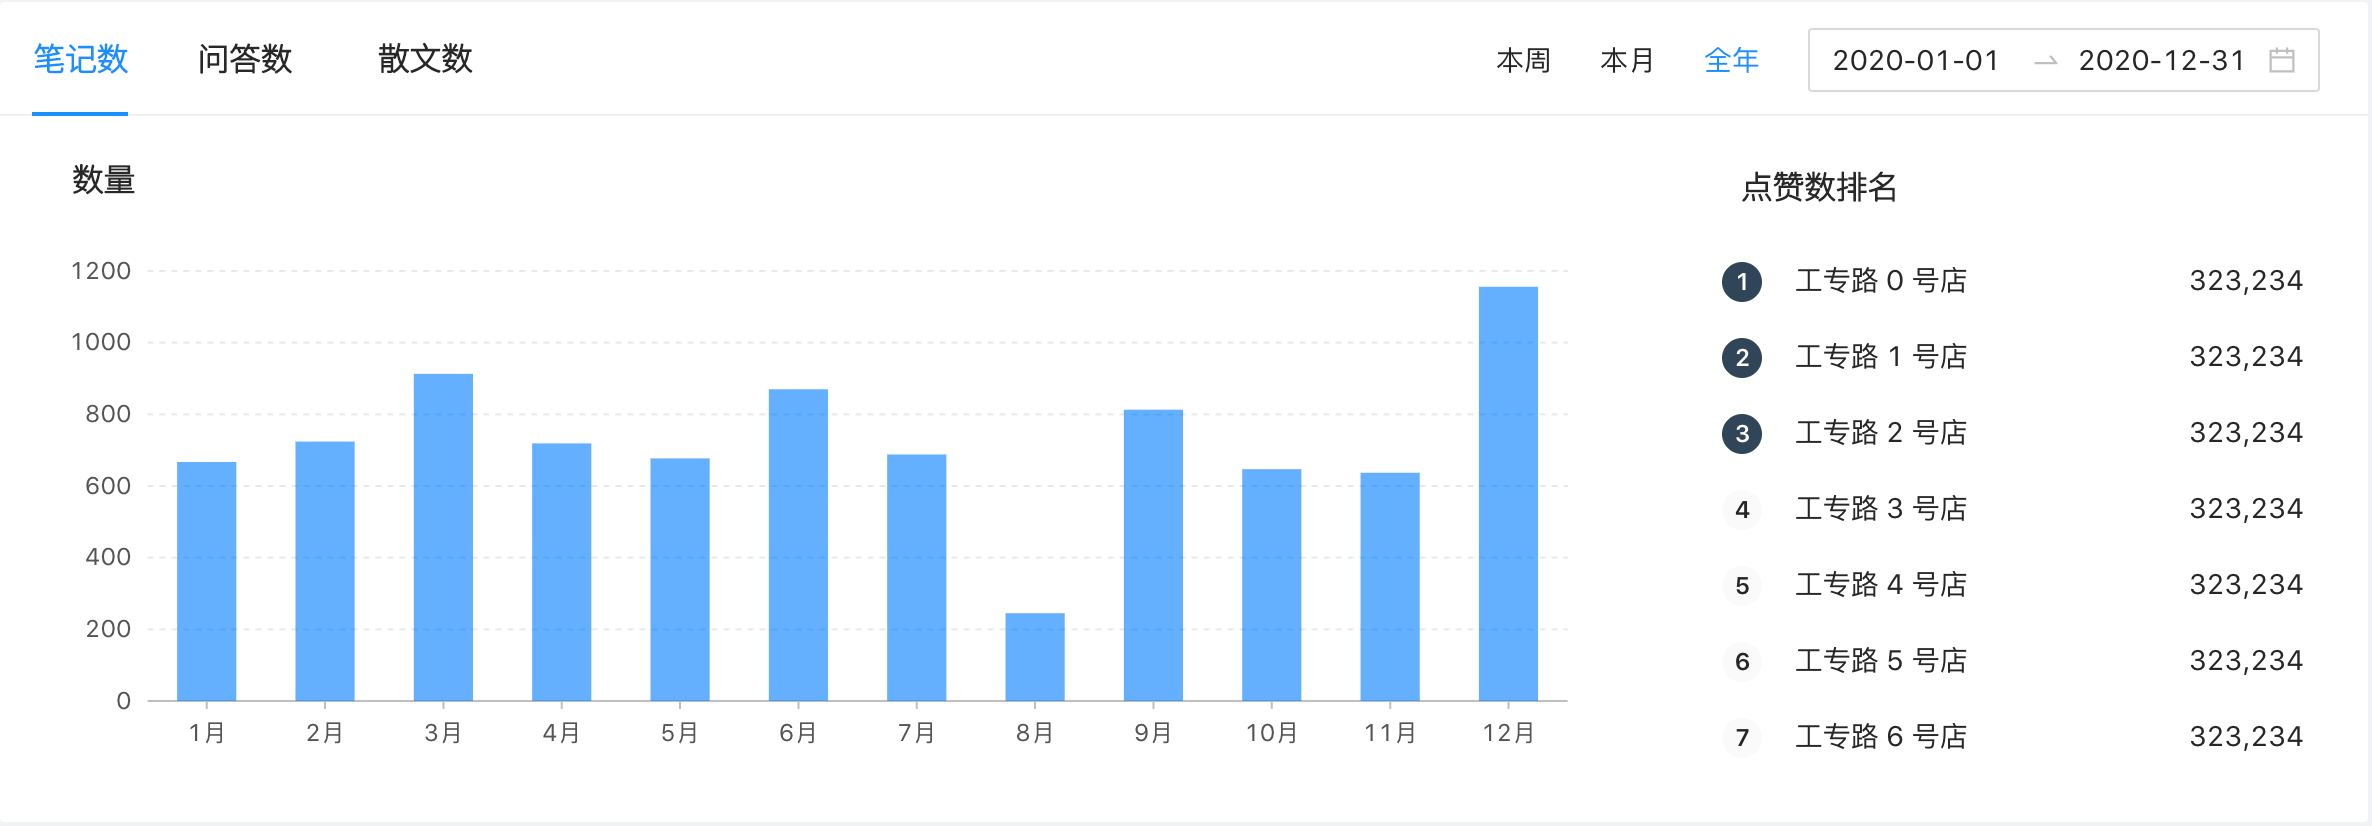 笔记数 问答数 散文数 本周 本月 全年 2020-01-01 → 2020-12-31
数量
1200
1000
800
600
400
200
0
1月 2月 3月 4月 5月 6月 7月 8月 9月 10月 11月 12月
点赞数排名
1 工专路 0 号店 323,234
2 工专路 1 号店 323,234
3 工专路 2 号店 323,234
4 工专路 3 号店 323,234
5 工专路 4 号店 323,234
6 工专路 5 号店 323,234
7 工专路 6 号店 323,234